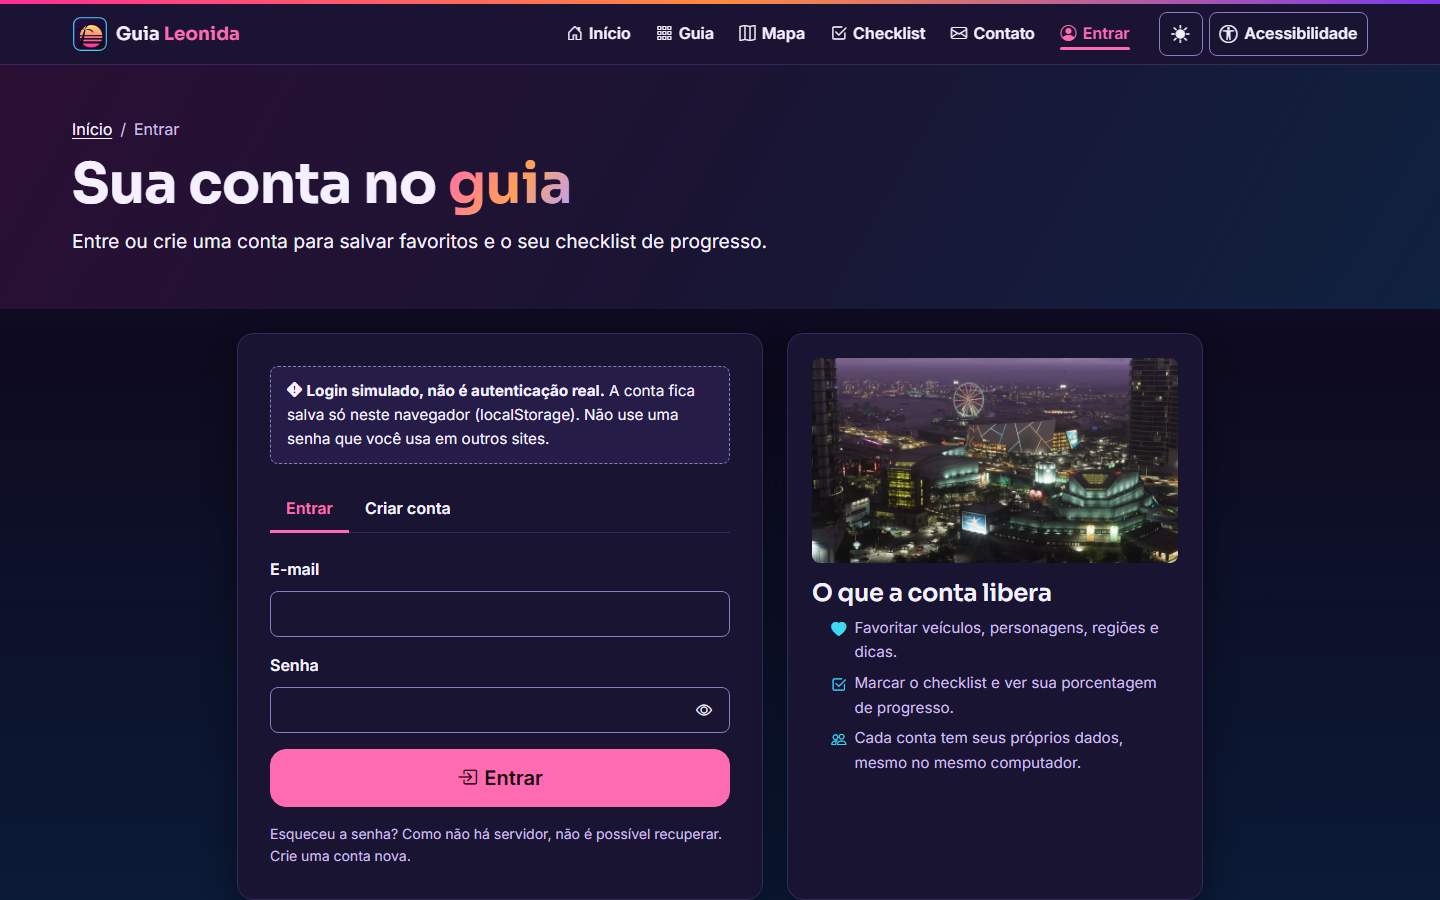 Guia Leonida
Início
Guia
Mapa
Checklist
Contato
Entrar
Acessibilidade
Início / Entrar
Sua conta no guia
Entre ou crie uma conta para salvar favoritos e o seu checklist de progresso.
Login simulado, não é autenticação real. A conta fica
salva só neste navegador (localStorage). Não use uma
senha que você usa em outros sites.
Entrar
Criar conta
E-mail
Senha
Entrar
Esqueceu a senha? Como não há servidor, não é possível recuperar.
Crie uma conta nova.
O que a conta libera
Favoritar veículos, personagens, regiões e
dicas.
Marcar o checklist e ver sua porcentagem
de progresso.
Cada conta tem seus próprios dados,
mesmo no mesmo computador.